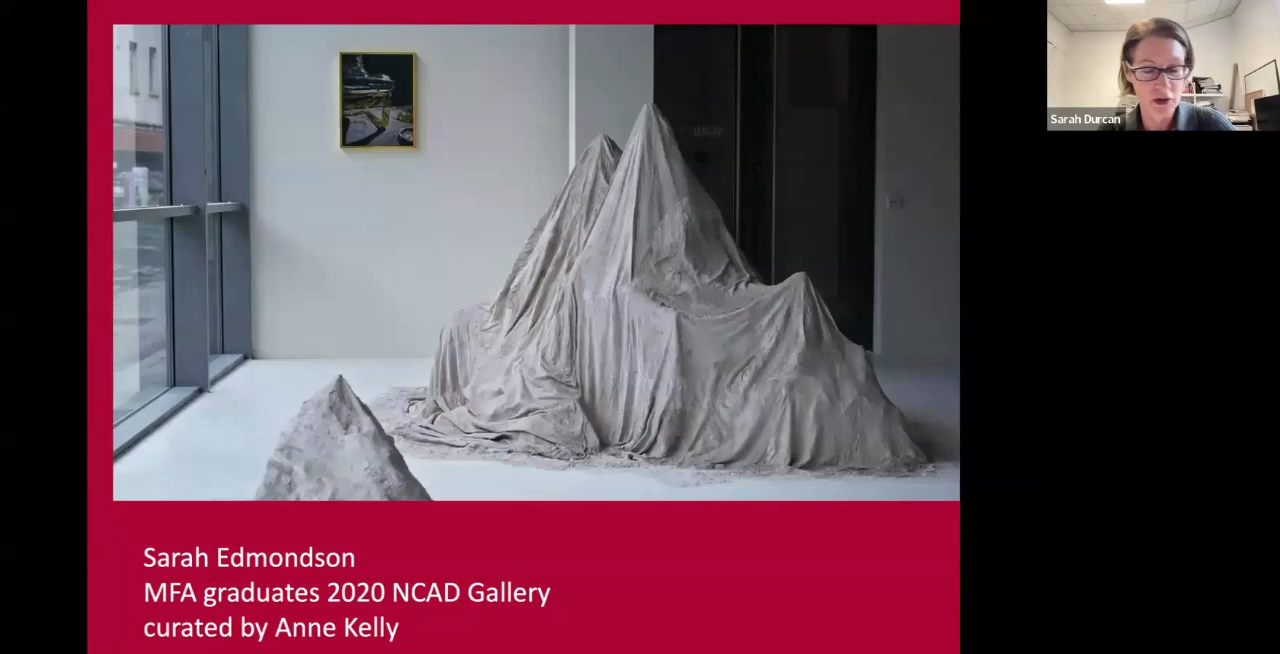 Sarah Durcan
Sarah Edmondson
MFA graduates 2020 NCAD Gallery
curated by Anne Kelly